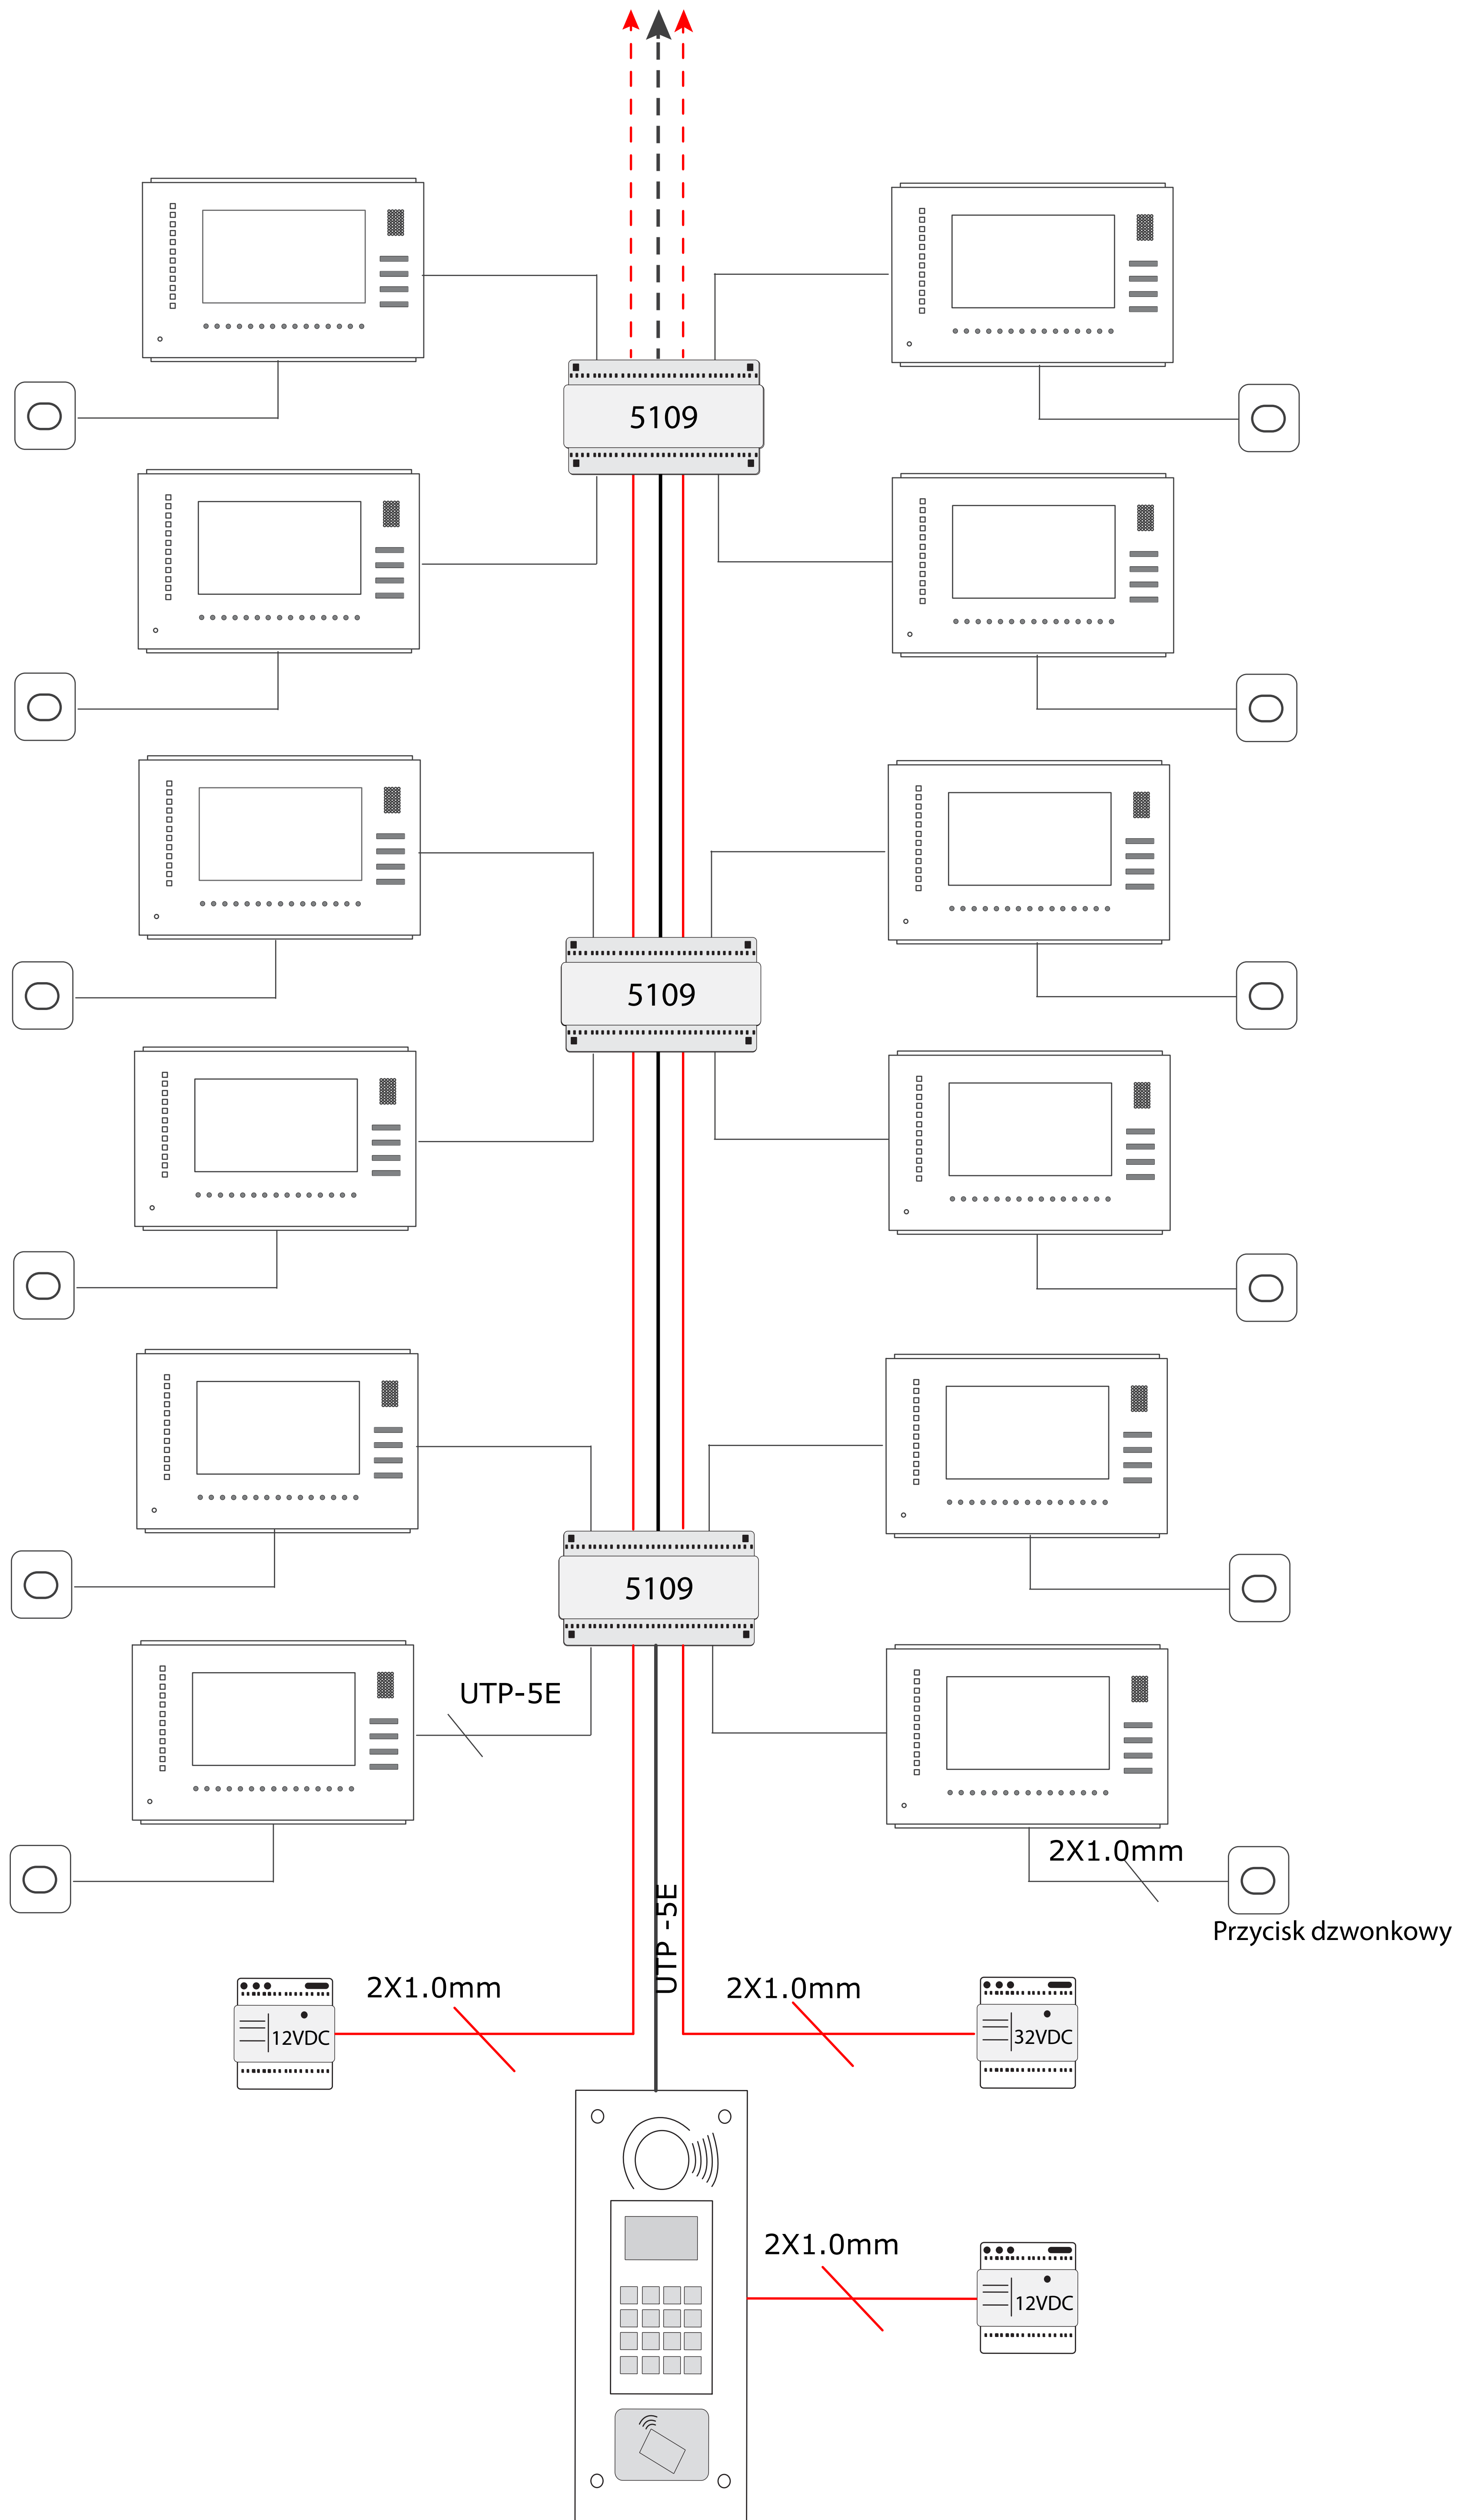 5109
5109
5109
UTP-5E
2X1.0mm
Przycisk dzwonkowy
UTP -5E
2X1.0mm
2X1.0mm
12VDC
32VDC
2X1.0mm
12VDC